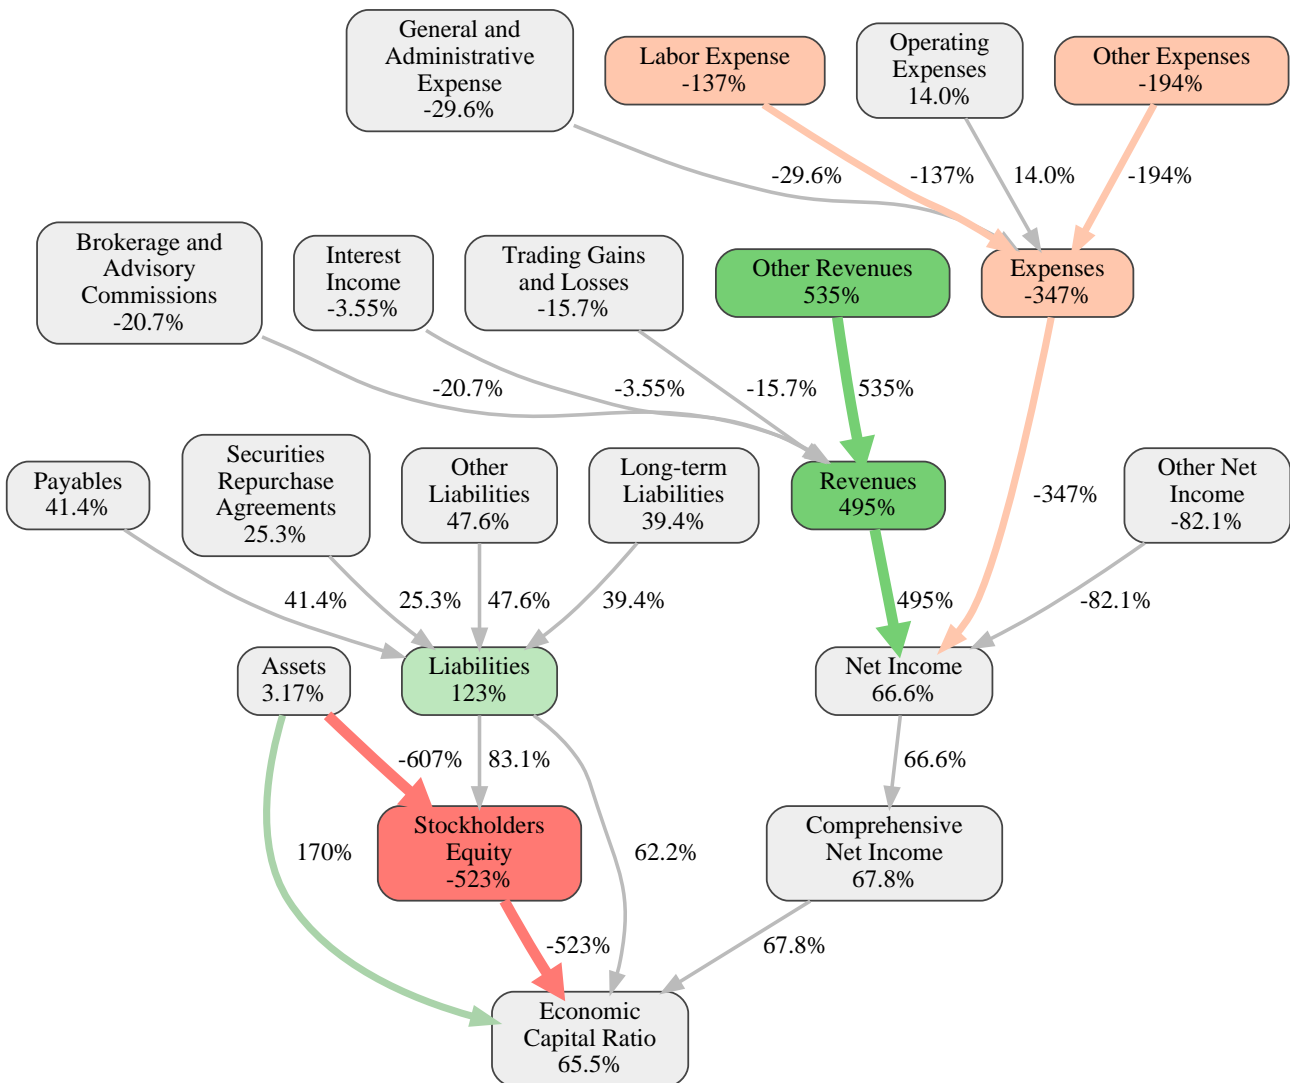 General and
Administrative
Expense
-29.6%
Labor Expense
-137%
Operating
Expenses
14.0%
Other Expenses
-194%
-29.6%
-137%
14.0%
-194%
Brokerage and
Advisory
Commissions
-20.7%
Interest
Income
-3.55%
Trading Gains
and Losses
-15.7%
Other Revenues
535%
Expenses
-347%
-20.7%
-3.55%
-15.7%
535%
Payables
41.4%
Securities
Repurchase
Agreements
25.3%
Other
Liabilities
47.6%
Long-term
Liabilities
39.4%
Revenues
495%
-347%
Other Net
Income
-82.1%
41.4%
25.3%
47.6%
39.4%
495%
-82.1%
Assets
3.17%
Liabilities
123%
Net Income
66.6%
-607%
83.1%
66.6%
170%
Stockholders
Equity
-523%
62.2%
Comprehensive
Net Income
67.8%
-523%
67.8%
Economic
Capital Ratio
65.5%